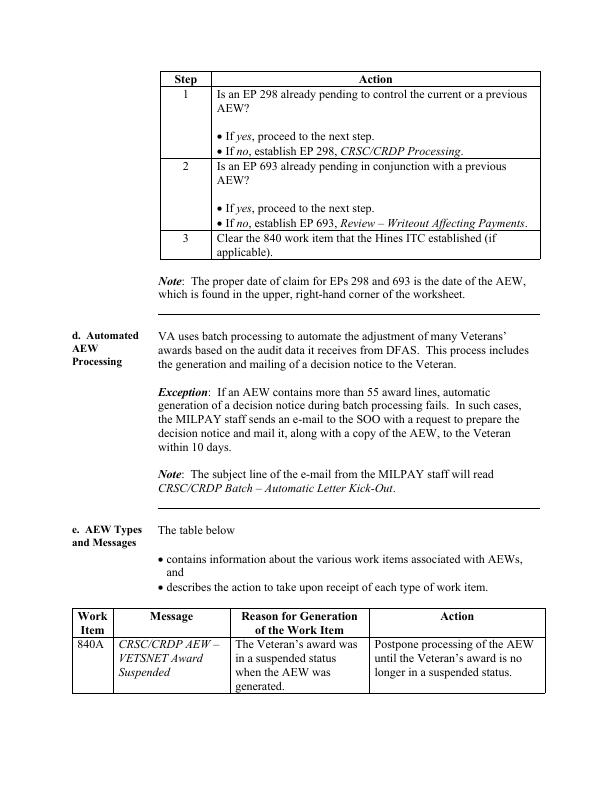 Step Action
1 Is an EP 298 already pending to control the current or a previous
AEW?
• If yes, proceed to the next step.
• If no, establish EP 298, CRSC/CRDP Processing.
2 Is an EP 693 already pending in conjunction with a previous
AEW?
• If yes, proceed to the next step.
• If no, establish EP 693, Review – Writeout Affecting Payments.
3 Clear the 840 work item that the Hines ITC established (if
applicable).
Note: The proper date of claim for EPs 298 and 693 is the date of the AEW,
which is found in the upper, right-hand corner of the worksheet.
d. Automated
AEW
Processing
VA uses batch processing to automate the adjustment of many Veterans’
awards based on the audit data it receives from DFAS. This process includes
the generation and mailing of a decision notice to the Veteran.
Exception: If an AEW contains more than 55 award lines, automatic
generation of a decision notice during batch processing fails. In such cases,
the MILPAY staff sends an e-mail to the SOO with a request to prepare the
decision notice and mail it, along with a copy of the AEW, to the Veteran
within 10 days.
Note: The subject line of the e-mail from the MILPAY staff will read
CRSC/CRDP Batch – Automatic Letter Kick-Out.
e. AEW Types
and Messages
The table below
• contains information about the various work items associated with AEWs,
and
• describes the action to take upon receipt of each type of work item.
Work
Item
Message
Reason for Generation
of the Work Item
Action
840A
CRSC/CRDP AEW –
VETSNET Award
Suspended
The Veteran’s award was
in a suspended status
when the AEW was
generated.
Postpone processing of the AEW
until the Veteran’s award is no
longer in a suspended status.